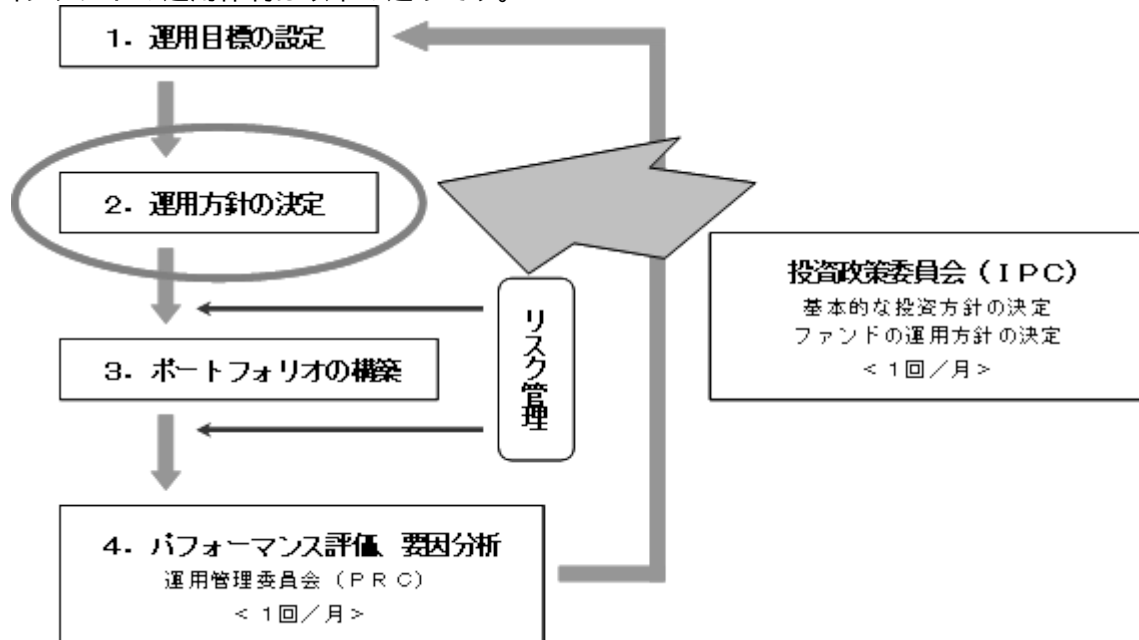 1．運用目標の設定
2．運用方針の決定
投資政策委員会（IPC）
基本的な投資方針の決定
ファンドの運用方針の決定
＜1回／月＞
リスク管理
3．ポートフォリオの構築
4．パフォーマンス評価、要因分析
運用管理委員会（PRC）
＜1回／月＞